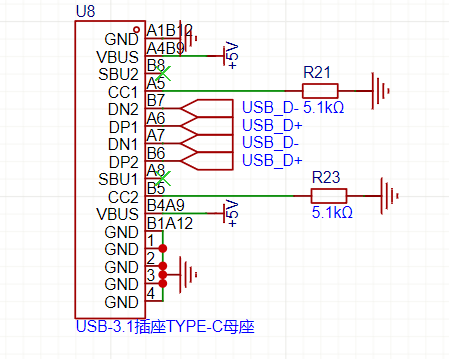 U8
GND A1B12
VBUS A4B9 +5V
SBU2 B8
CC1 A5 R21 5.1kΩ
DN2 B7 USB_D-
DP1 A6 USB_D+
DN1 A7 USB_D-
DP2 B6 USB_D+
SBU1 A8
CC2 B5 R23 5.1kΩ
VBUS B4A9 +5V
GND B1A12
GND 1
GND 2
GND 3
GND 4
USB-3.1插座TYPE-C母座